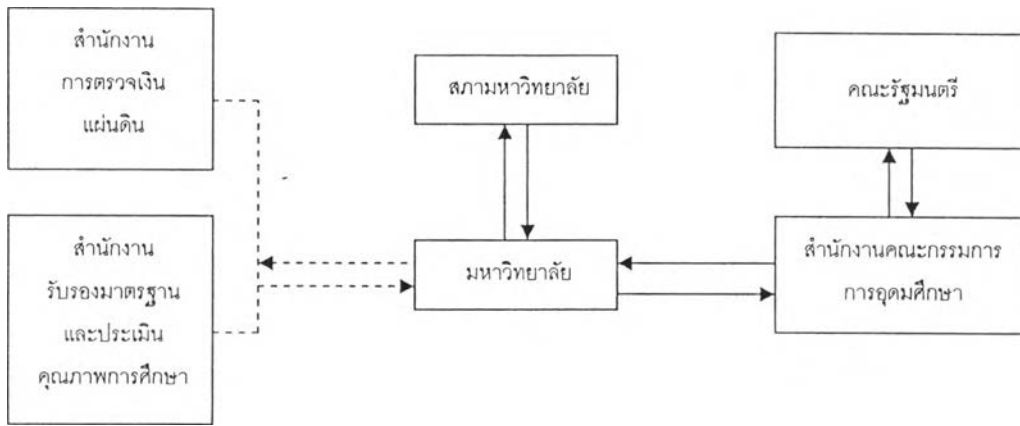 สำนักงาน
การตรวจเงิน
แผ่นดิน
สภามหาวิทยาลัย
คณะรัฐมนตรี
สำนักงาน
รับรองมาตรฐาน
และประเมิน
คุณภาพการศึกษา
มหาวิทยาลัย
สำนักงานคณะกรรมการ
การอุดมศึกษา